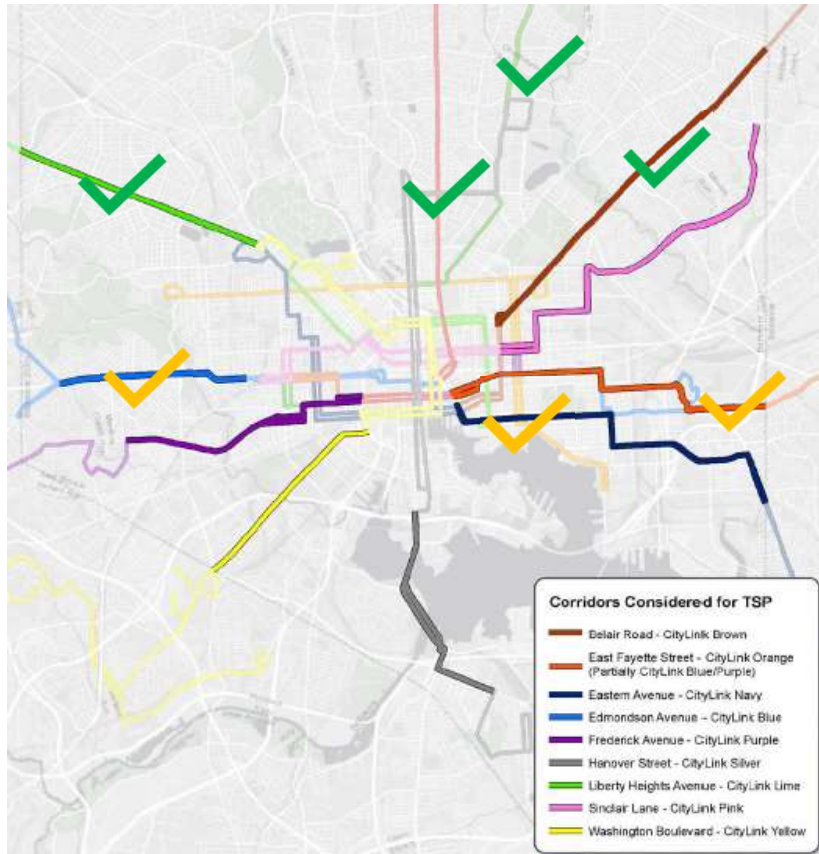 Corridors Considered for TSP
Belair Road - CityLink Brown
East Fayette Street - CityLink Orange
(Partially CityLink Blue/Purple)
Eastern Avenue - CityLink Navy
Edmondson Avenue - CityLink Blue
Frederick Avenue - CityLink Purple
Hanover Street - CityLink Silver
Liberty Heights Avenue - CityLink Lime
Sinclair Lane - CityLink Pink
Washington Boulevard - CityLink Yellow